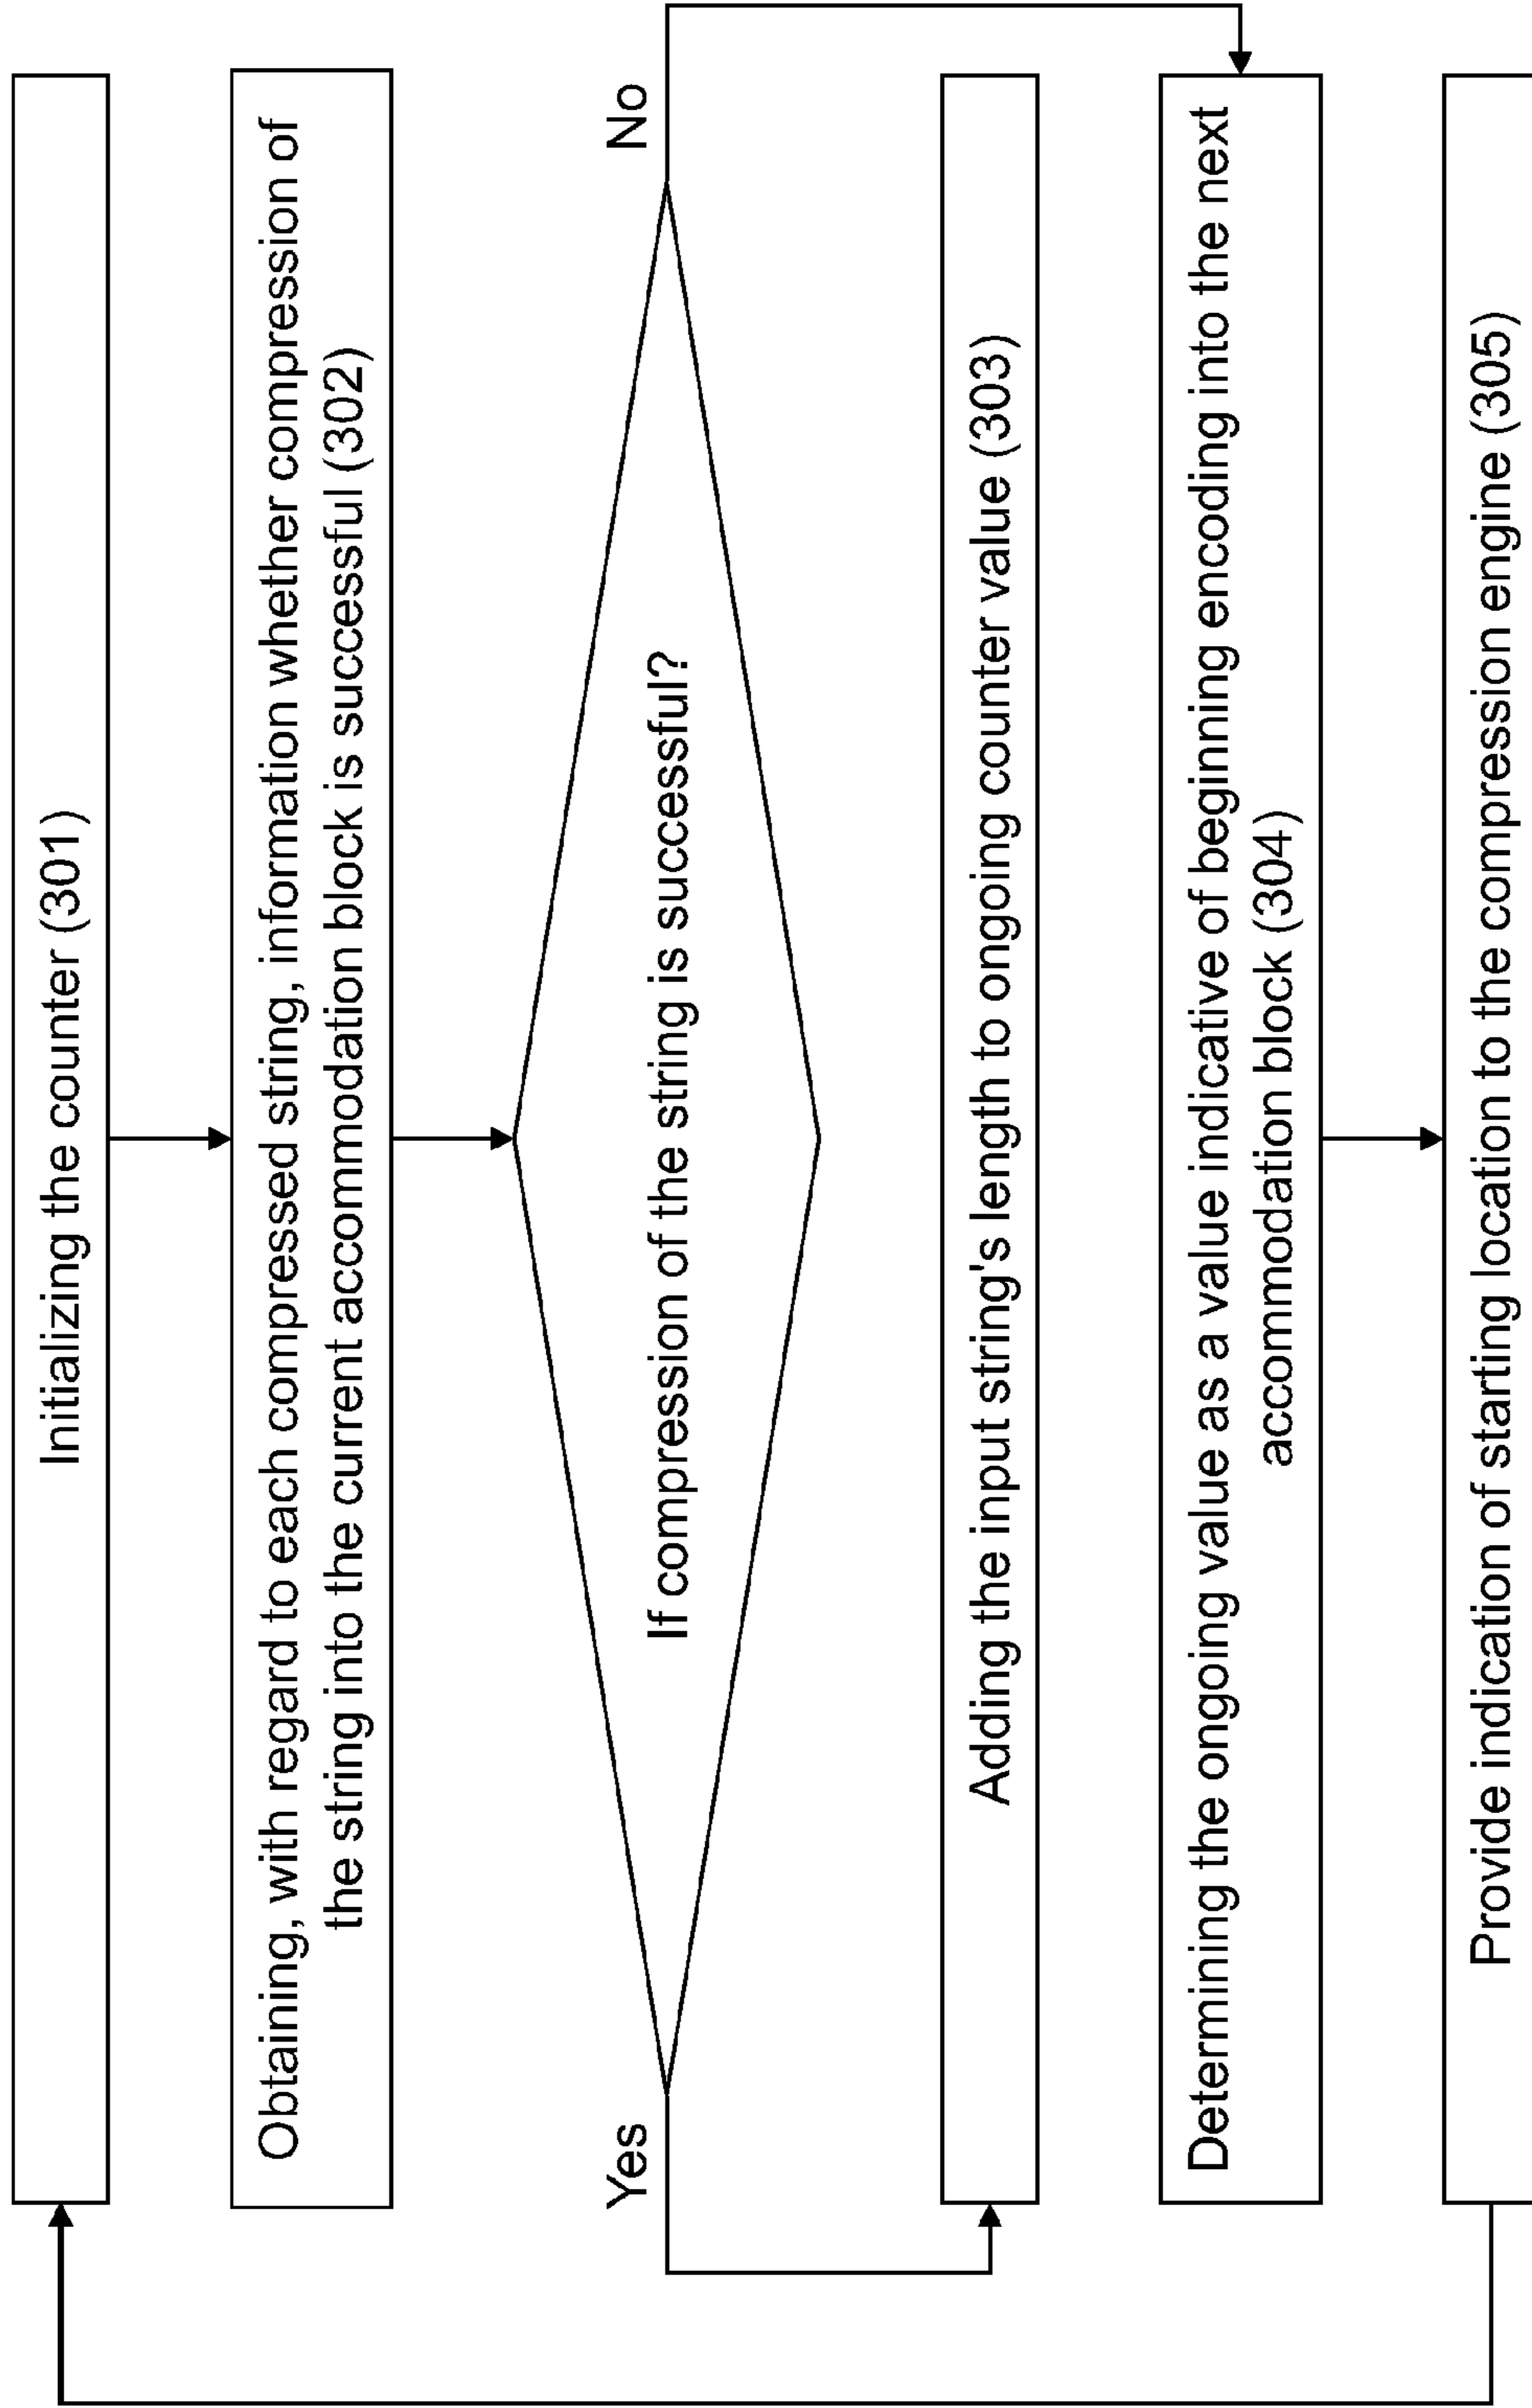 Initializing the counter (301)
Obtaining, with regard to each compressed string, information whether compression of
the string into the current accommodation block is successful (302)
If compression of the string is successful?
Yes
No
Adding the input string's length to ongoing counter value (303)
Determining the ongoing value as a value indicative of beginning encoding into the next
accommodation block (304)
Provide indication of starting location to the compression engine (305)